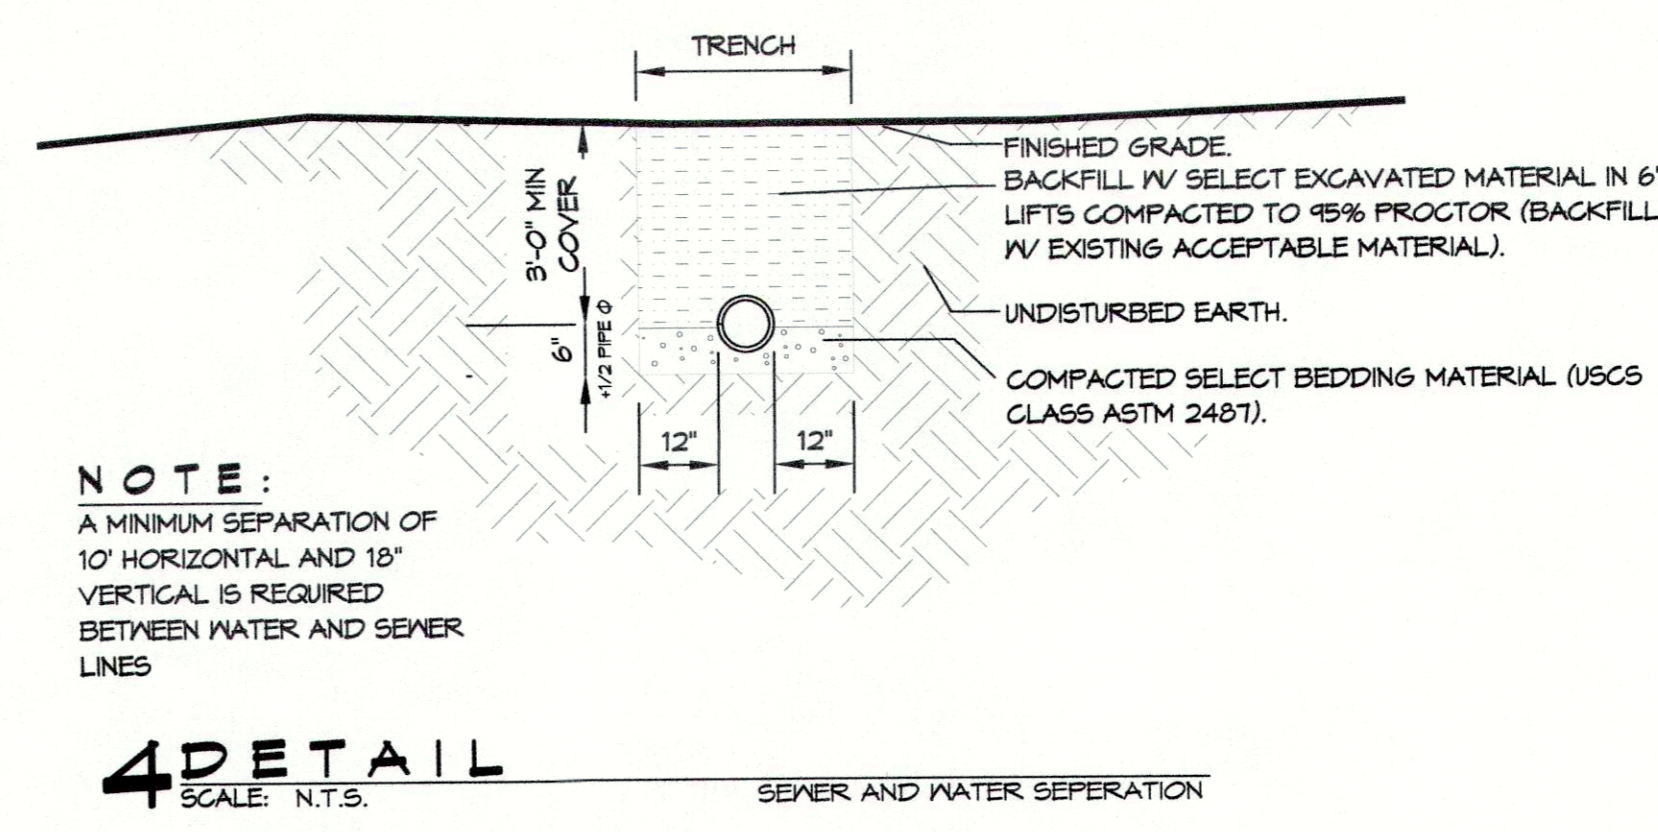 TRENCH
3'-0" MIN
COVER
6"
+1/2 PIPE Φ
12"
12"
FINISHED GRADE.
BACKFILL W/ SELECT EXCAVATED MATERIAL IN 6"
LIFTS COMPACTED TO 95% PROCTOR (BACKFILL
W/ EXISTING ACCEPTABLE MATERIAL).
UNDISTURBED EARTH.
COMPACTED SELECT BEDDING MATERIAL (USCS
CLASS ASTM 2487).
NOTE:
A MINIMUM SEPARATION OF
10' HORIZONTAL AND 18"
VERTICAL IS REQUIRED
BETWEEN WATER AND SEWER
LINES
4 DETAIL
SCALE: N.T.S.
SEWER AND WATER SEPERATION